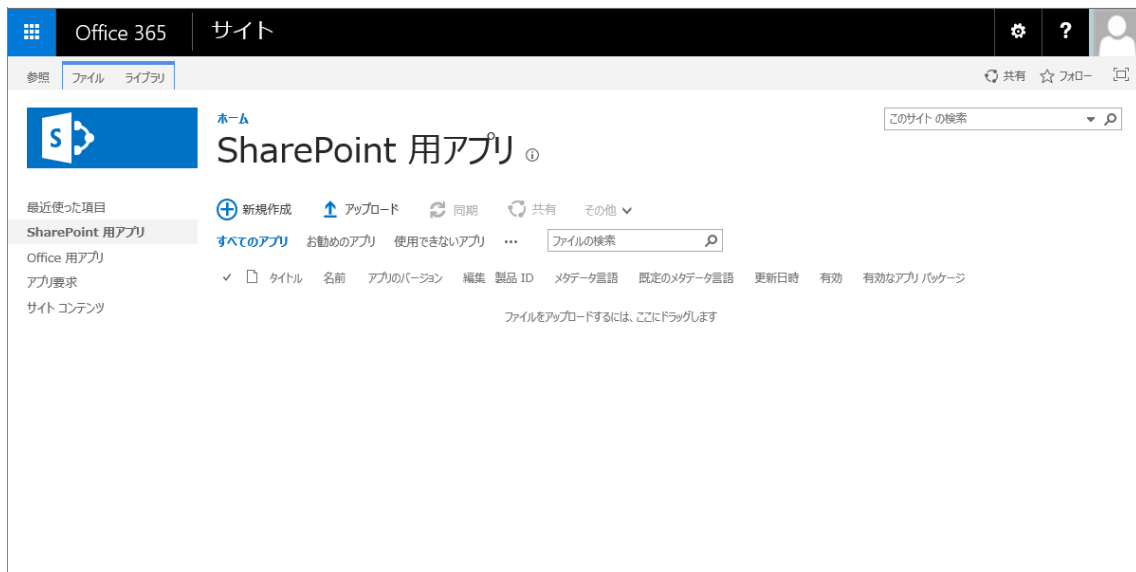 Office 365 サイト ?
参照 ファイル ライブラリ 共有 フォロー
S
ホーム
このサイト の検索
SharePoint 用アプリ
最近使った項目
SharePoint 用アプリ
Office 用アプリ
アプリ要求
サイト コンテンツ
新規作成 アップロード 同期 共有 その他
すべてのアプリ お勧めのアプリ 使用できないアプリ ••• ファイルの検索
タイトル 名前 アプリのバージョン 編集 製品 ID メタデータ言語 既定のメタデータ言語 更新日時 有効 有効なアプリ パッケージ
ファイルをアップロードするには、ここにドラッグします